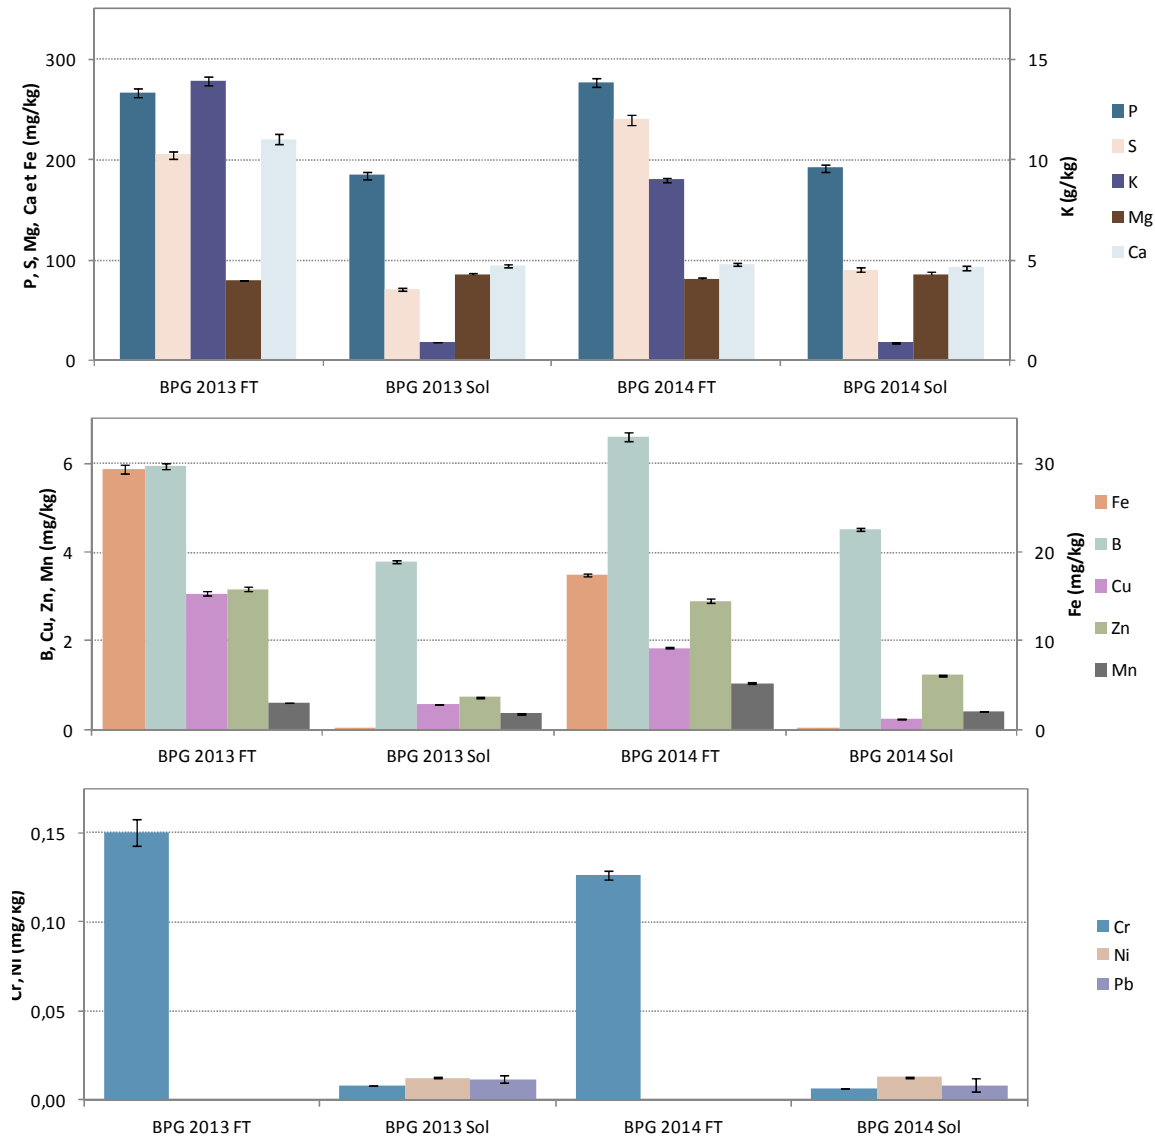 300
200
100
0
P, S, Mg, Ca et Fe (mg/kg)
15
10
5
0
K (g/kg)
P
S
K
Mg
Ca
BPG 2013 FT
BPG 2013 Sol
BPG 2014 FT
BPG 2014 Sol
6
4
2
0
B, Cu, Zn, Mn (mg/kg)
30
20
10
0
Fe (mg/kg)
Fe
B
Cu
Zn
Mn
BPG 2013 FT
BPG 2013 Sol
BPG 2014 FT
BPG 2014 Sol
0,15
0,10
0,05
0,00
Cr, Ni (mg/kg)
Cr
Ni
Pb
BPG 2013 FT
BPG 2013 Sol
BPG 2014 FT
BPG 2014 Sol